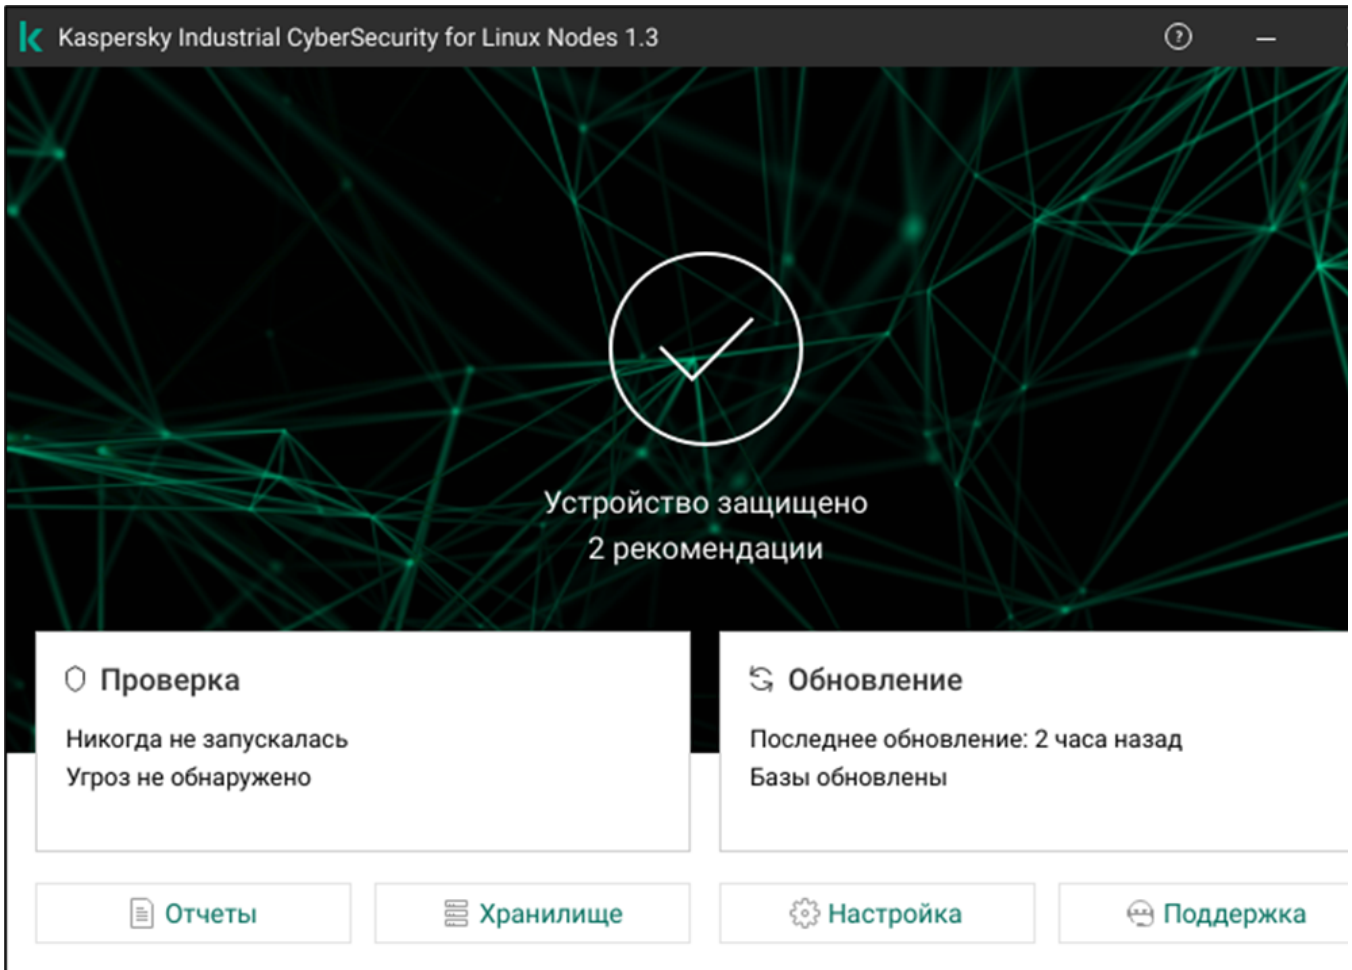 Kaspersky Industrial CyberSecurity for Linux Nodes 1.3
Устройство защищено
2 рекомендации
Проверка
Никогда не запускалась
Угроз не обнаружено
Обновление
Последнее обновление: 2 часа назад
Базы обновлены
Отчеты
Хранилище
Настройка
Поддержка